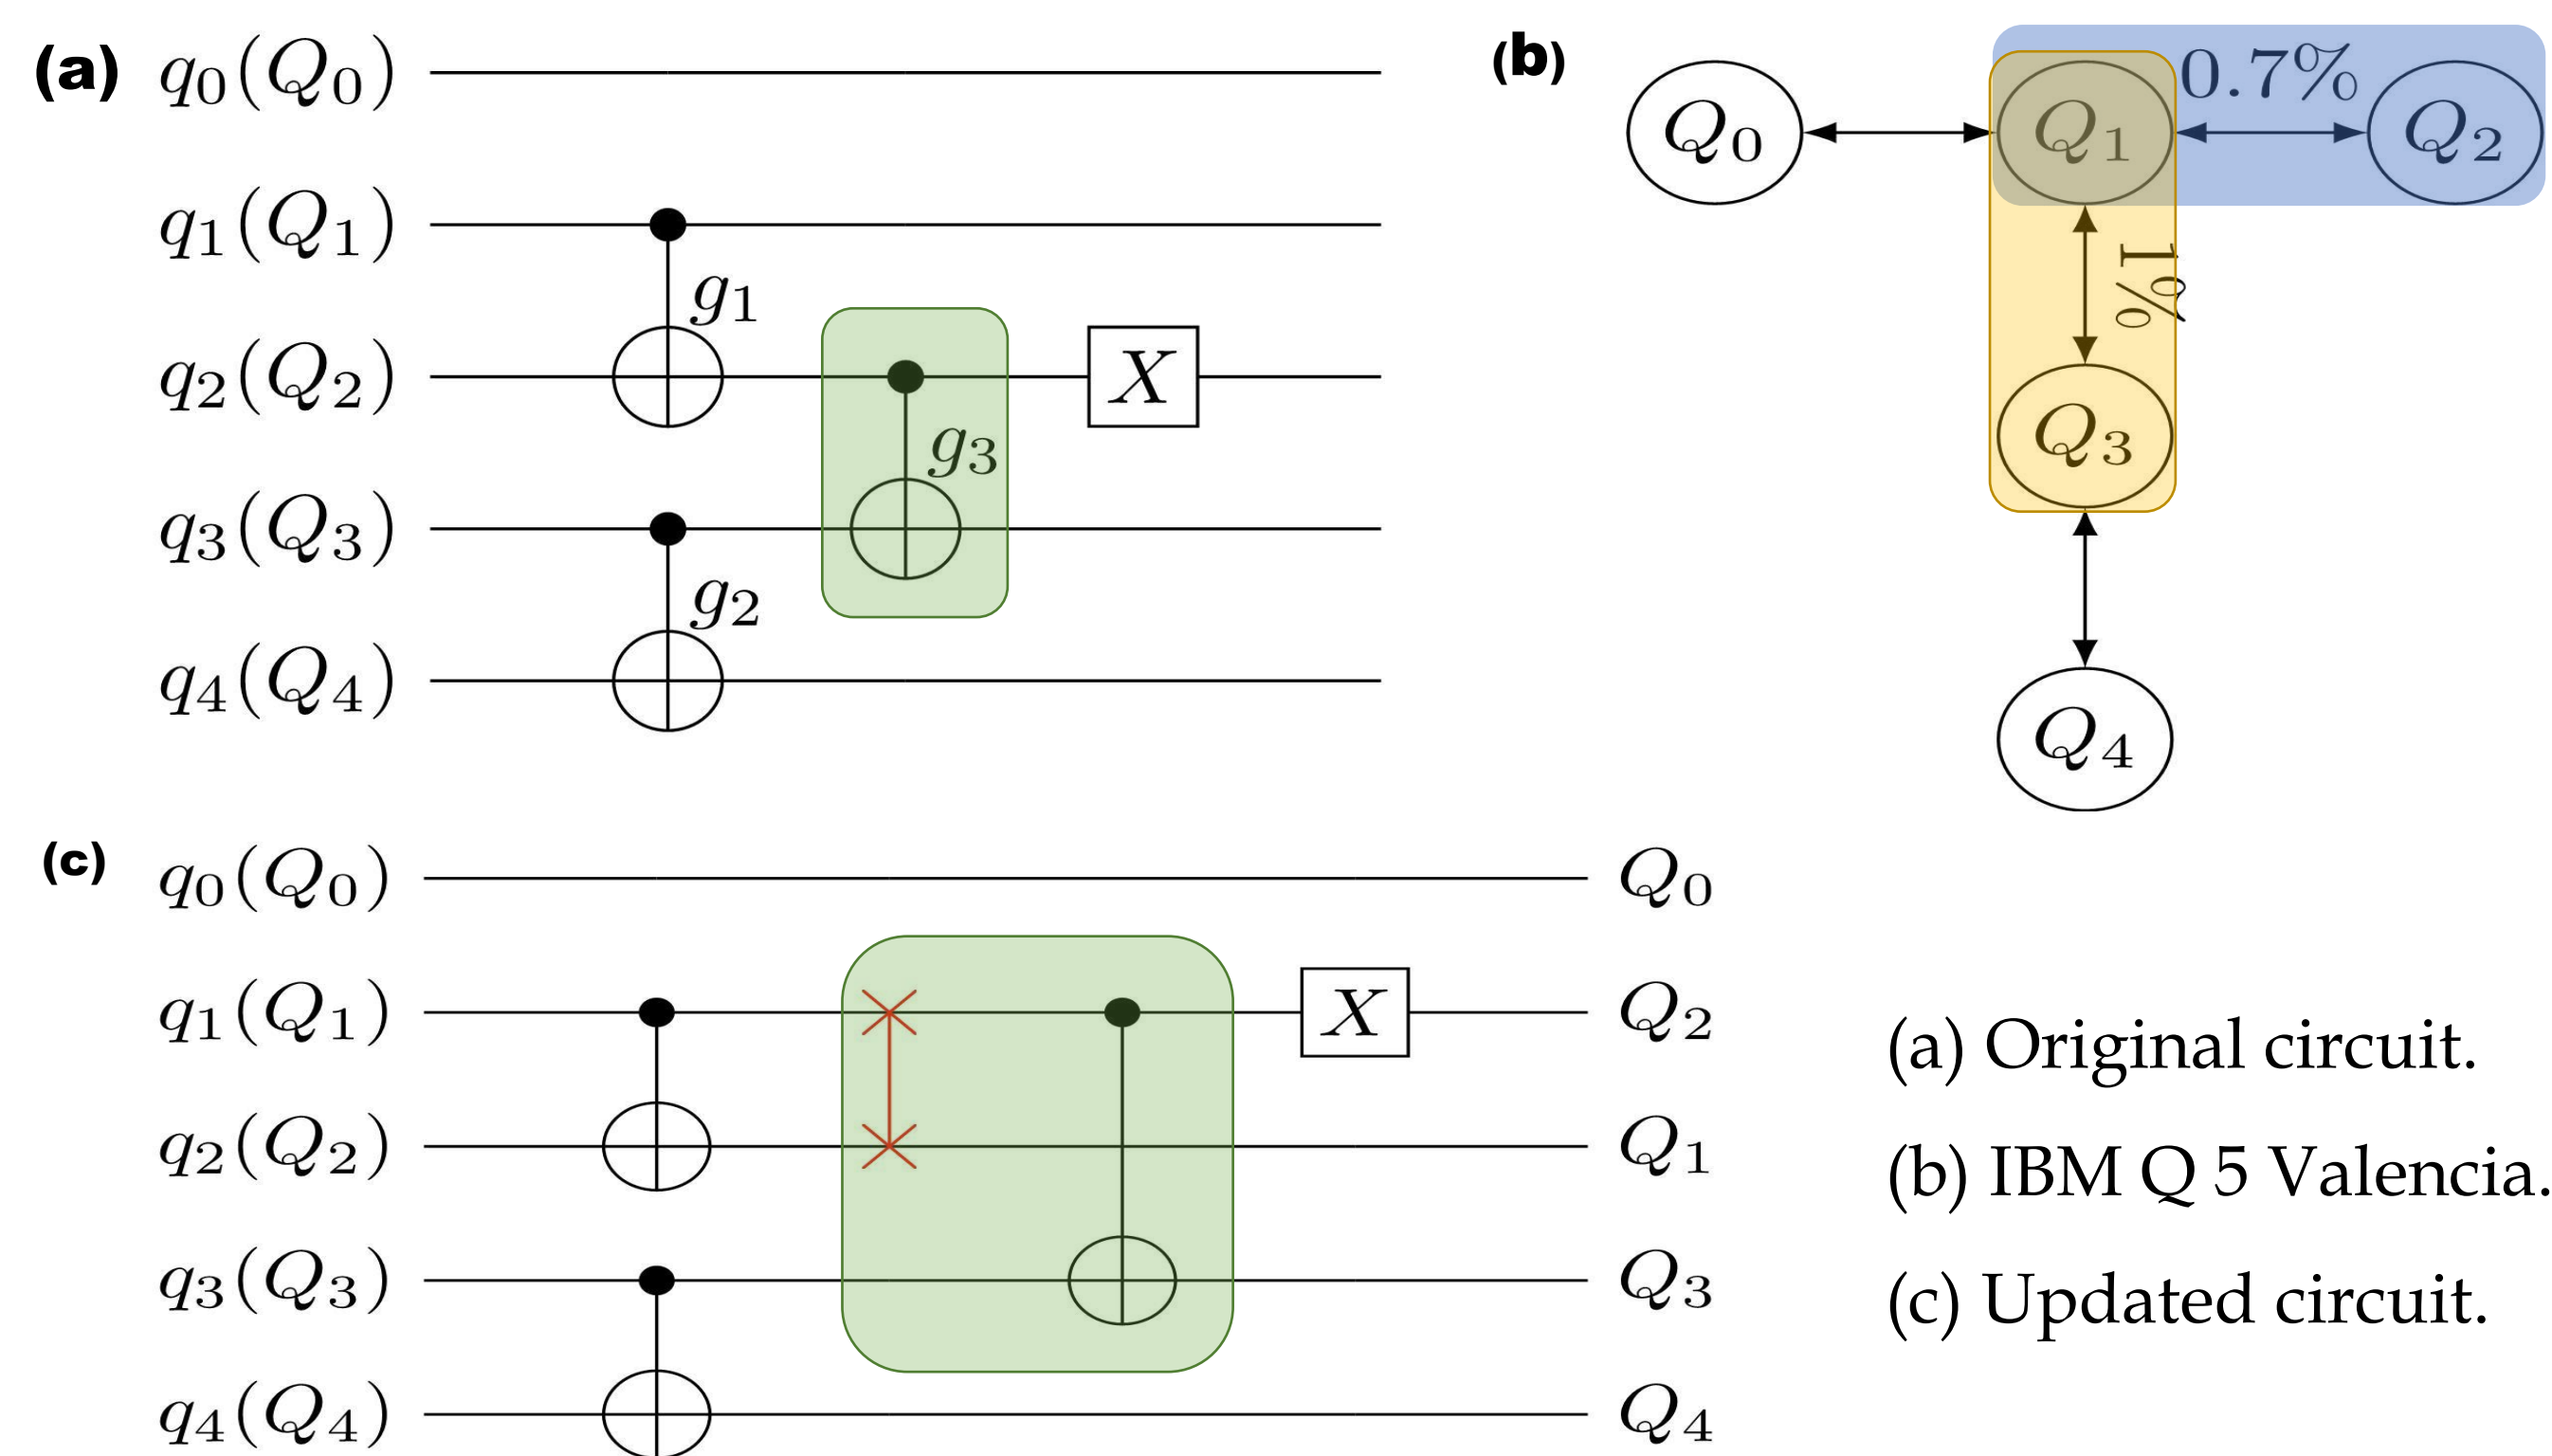 (a)
q0(Q0)
q1(Q1)
g1
q2(Q2)
X
g3
q3(Q3)
g2
q4(Q4)
(b)
Q0
Q1
0.7%
Q2
1%
Q3
Q4
(c)
q0(Q0)
Q0
q1(Q1)
X
Q2
q2(Q2)
Q1
q3(Q3)
Q3
q4(Q4)
Q4
(a) Original circuit.
(b) IBM Q 5 Valencia.
(c) Updated circuit.